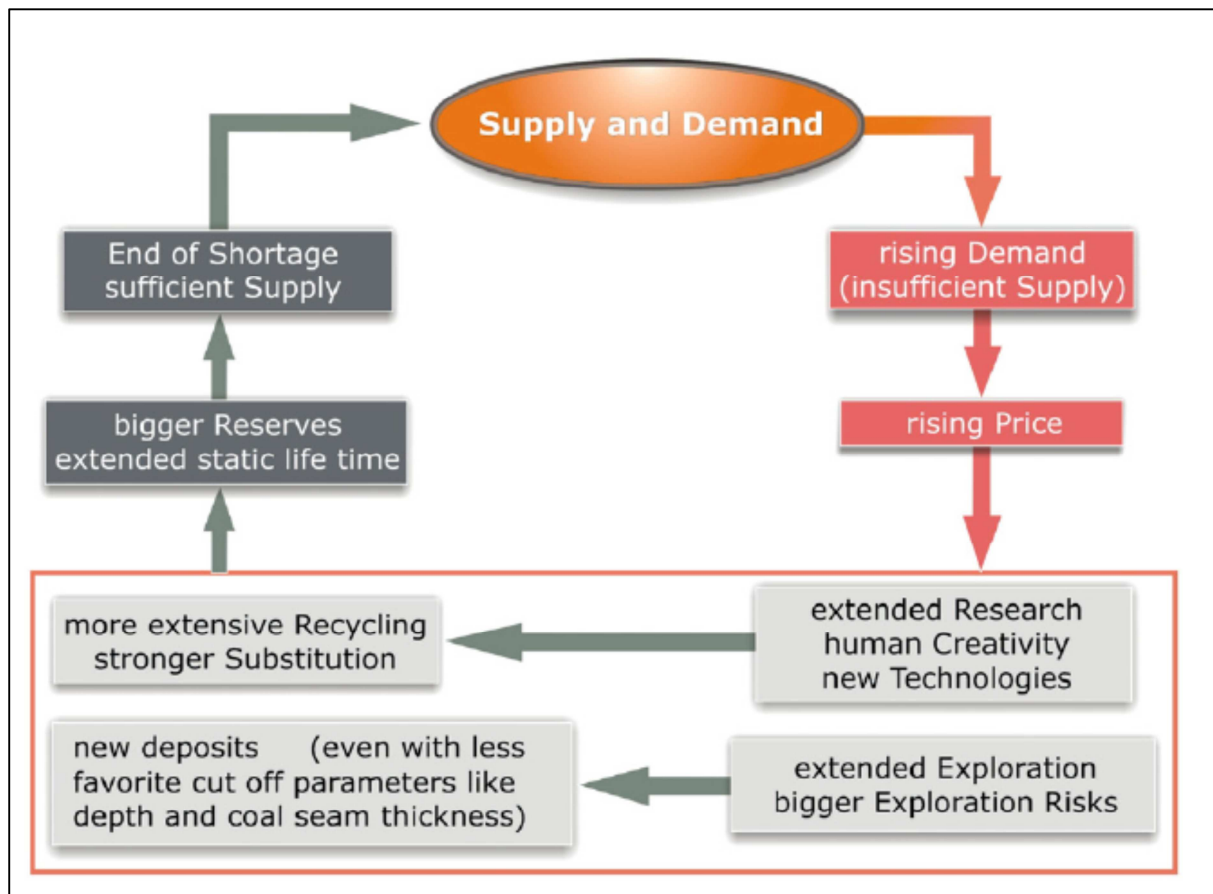 Supply and Demand
rising Demand
(insufficient Supply)
rising Price
extended Research
human Creativity
new Technologies
extended Exploration
bigger Exploration Risks
more extensive Recycling
stronger Substitution
new deposits (even with less
favorite cut off parameters like
depth and coal seam thickness)
bigger Reserves
extended static life time
End of Shortage
sufficient Supply